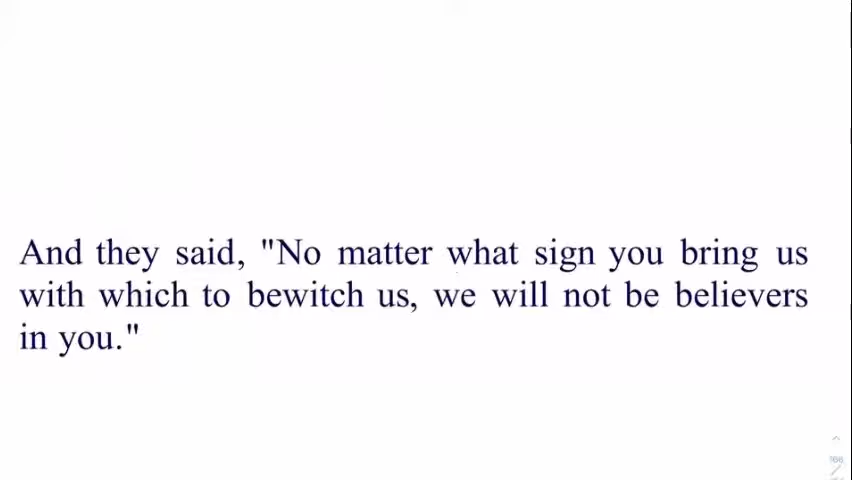 And they said, "No matter what sign you bring us
with which to bewitch us, we will not be believers
in you."